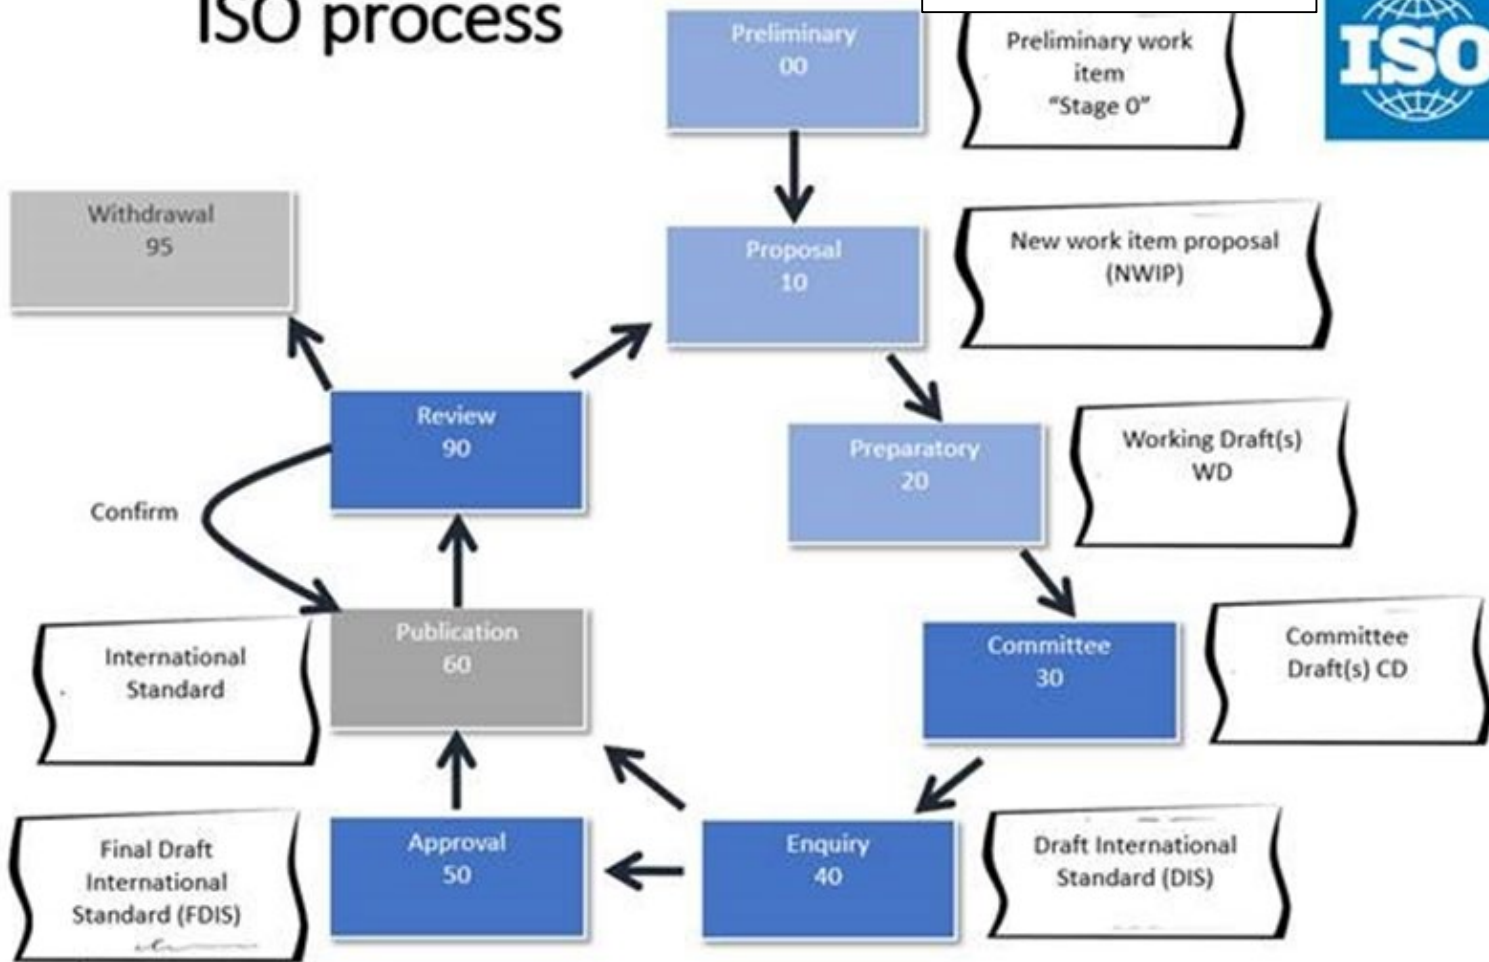 ISO process
Preliminary
00
Preliminary work
item
“Stage 0”
ISO
Withdrawal
95
Proposal
10
New work item proposal
(NWIP)
Review
90
Preparatory
20
Working Draft(s)
WD
Confirm
International
Standard
Publication
60
Committee
30
Committee
Draft(s) CD
Final Draft
International
Standard (FDIS)
Approval
50
Enquiry
40
Draft International
Standard (DIS)